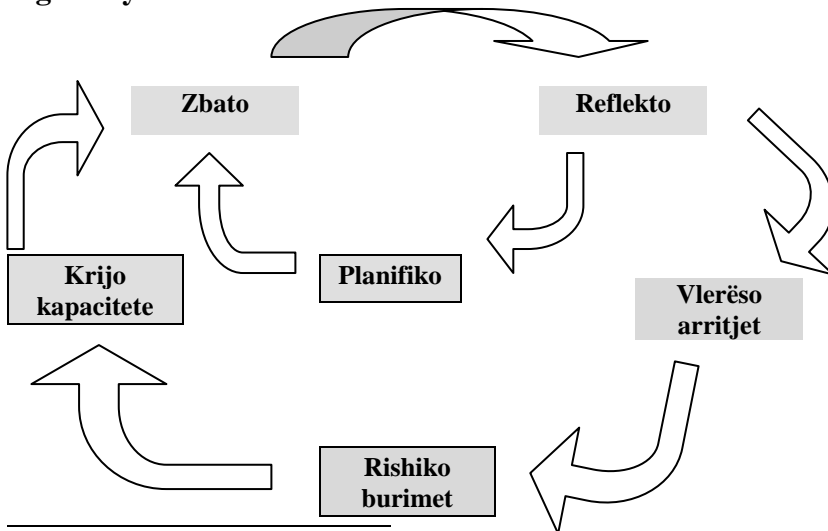 Zbato
Reflekto
Krijo
kapacitete
Planifiko
Vlerëso
arritjet
Rishiko
burimet